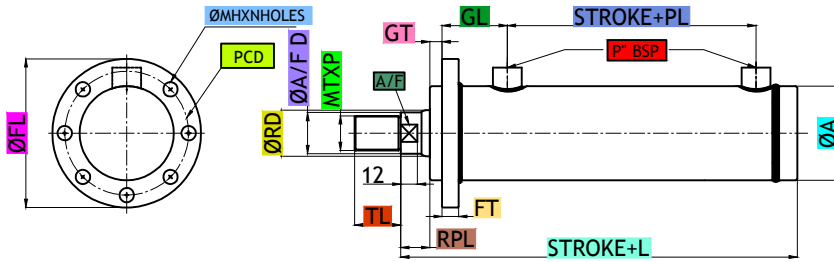 ØMHXNHOLES
PCD
ØFL
GT
GL
STROKE+PL
P" BSP
ØA/F D
MTXP
A/F
ØRD
ØA
12
TL
FT
RPL
STROKE+L